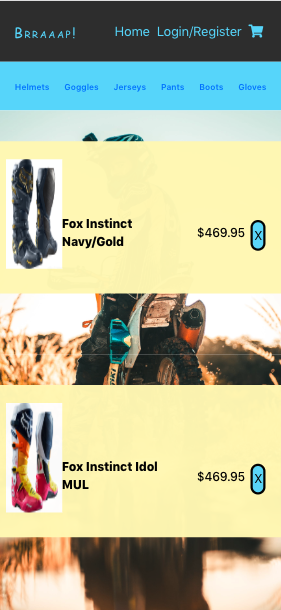 Brraaap!
Home Login/Register
Helmets Goggles Jerseys Pants Boots Gloves
Fox Instinct
Navy/Gold
$469.95 X
Fox Instinct Idol
MUL
$469.95 X